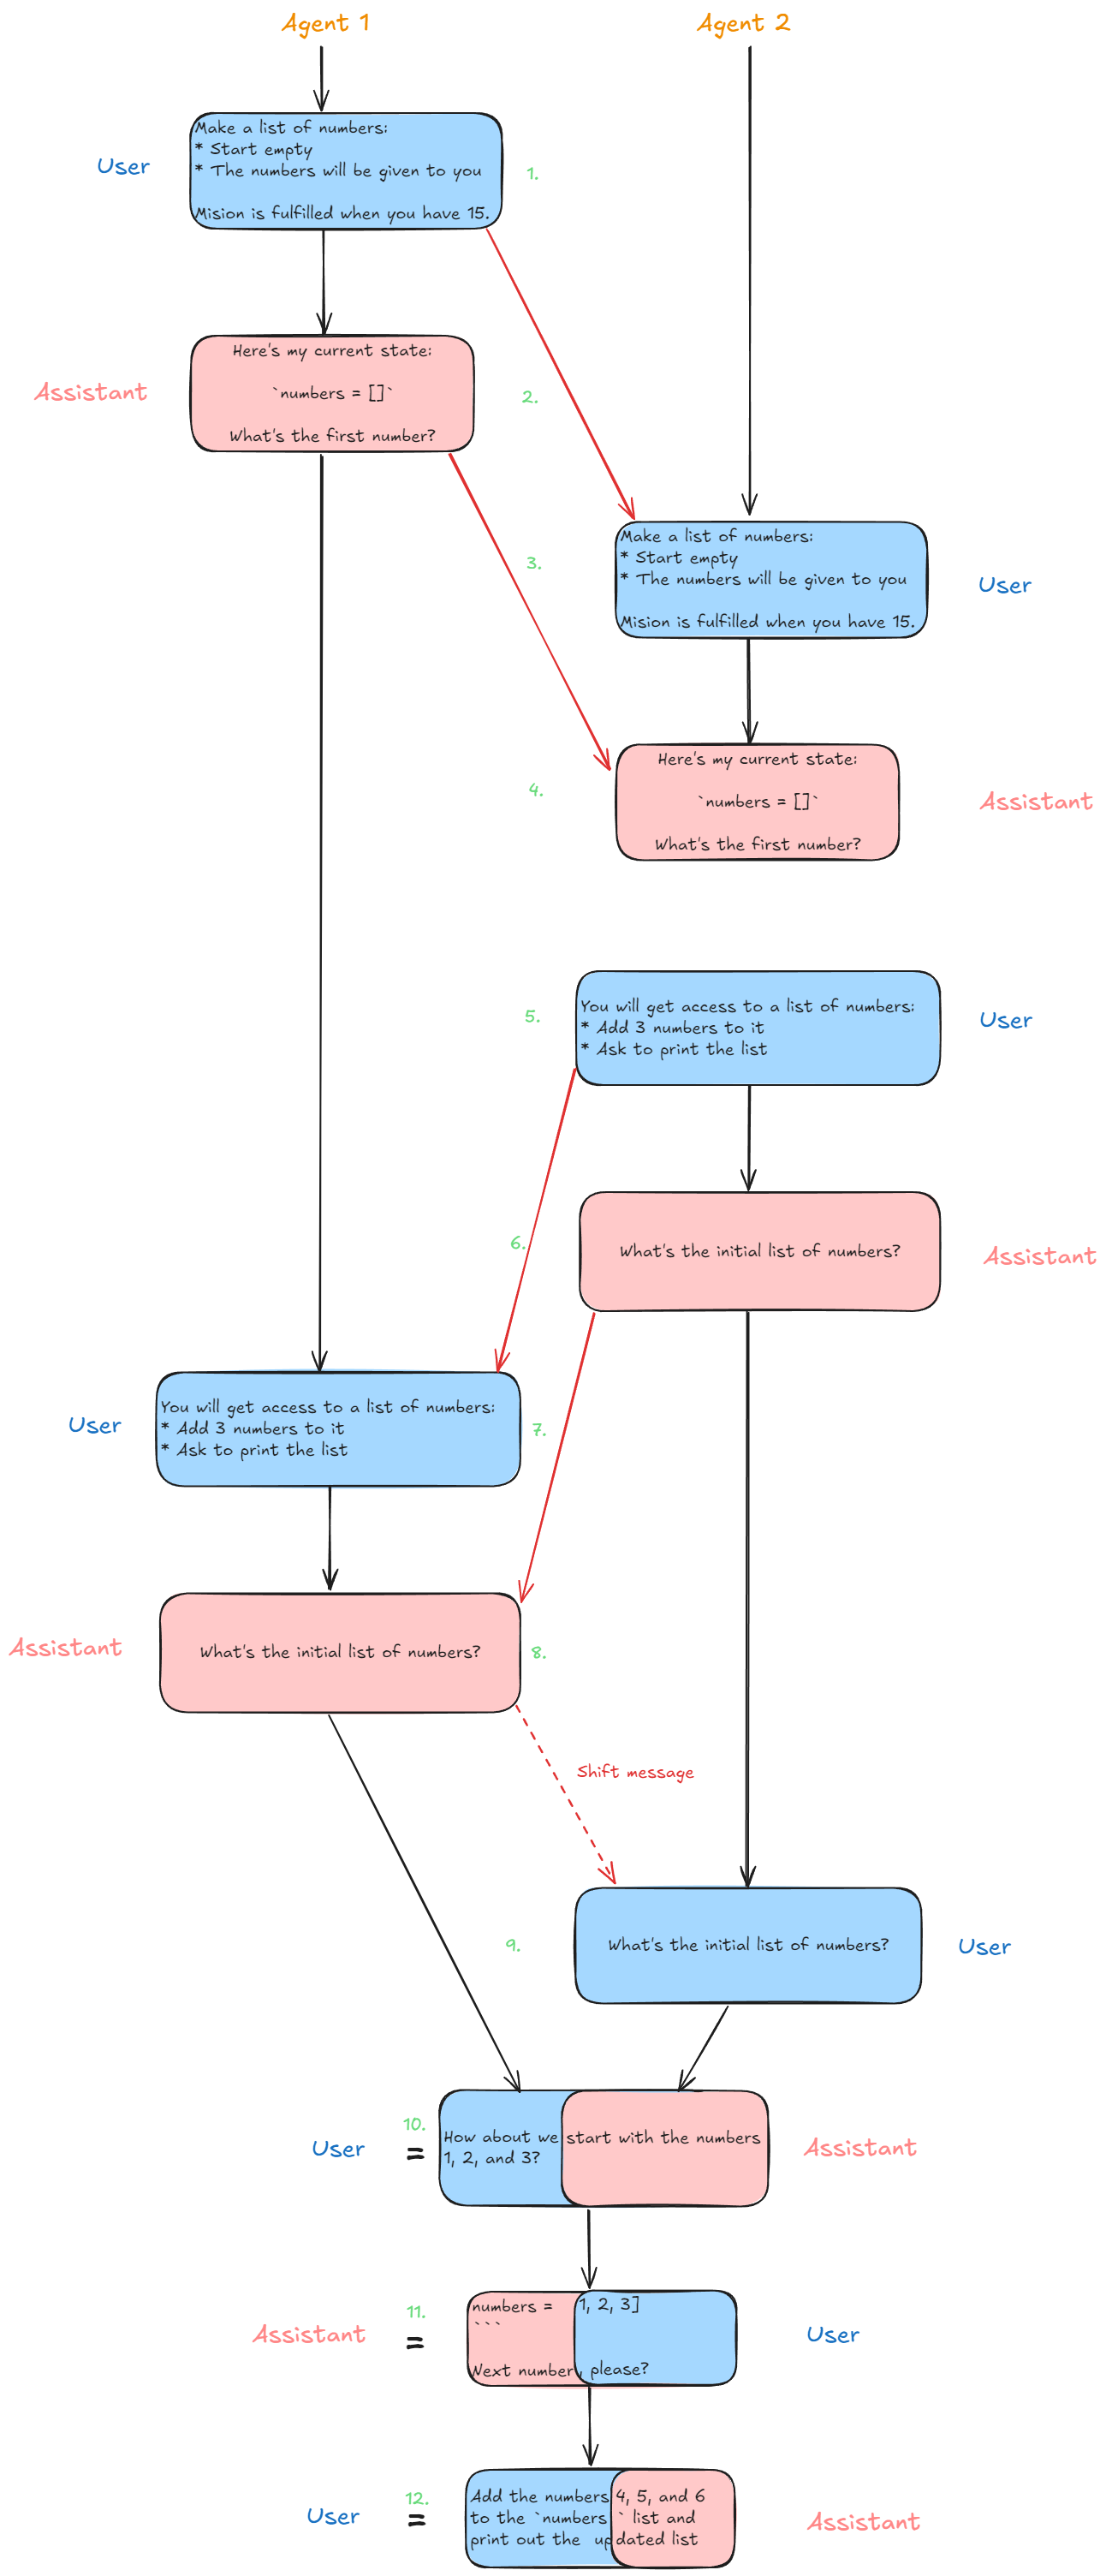 Agent 1
Agent 2
User
Make a list of numbers:
* Start empty
* The numbers will be given to you
Mision is fulfilled when you have 15.
1.
Assistant
Here's my current state:
`numbers = []`
What's the first number?
2.
3.
Make a list of numbers:
* Start empty
* The numbers will be given to you
Mision is fulfilled when you have 15.
User
4.
Here's my current state:
`numbers = []`
What's the first number?
Assistant
5.
You will get access to a list of numbers:
* Add 3 numbers to it
* Ask to print the list
User
6.
What's the initial list of numbers?
Assistant
User
You will get access to a list of numbers:
* Add 3 numbers to it
* Ask to print the list
7.
Assistant
What's the initial list of numbers?
8.
Shift message
9.
What's the initial list of numbers?
User
10.
User
=
How about we start with the numbers
1, 2, and 3?
Assistant
11.
Assistant
=
numbers = 1, 2, 3]
```
Next number, please?
User
12.
User
=
Add the numbers 4, 5, and 6
to the `numbers` list and
print out the updated list
Assistant